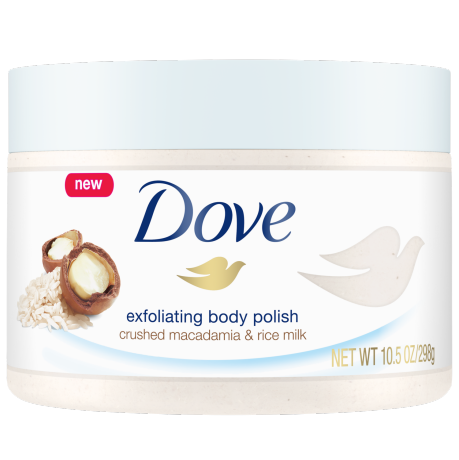 new
Dove
exfoliating body polish
crushed macadamia & rice milk
NET WT 10.5 OZ/298g